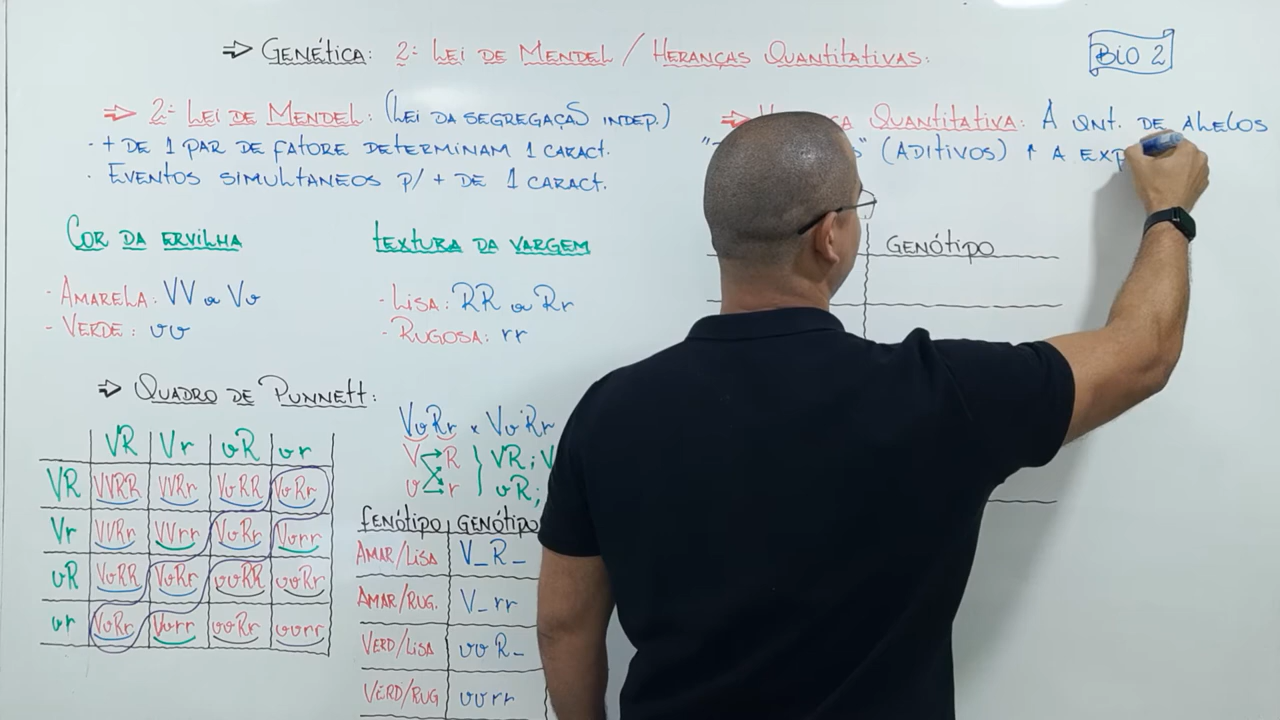 ⇒ GENÉTICA: 2ª LEI DE MENDEL / HERANÇAS QUANTITATIVAS:
BIO 2
⇒ 2ª LEI DE MENDEL: (LEI DA SEGREGAÇÃO INDEP.)
· + DE 1 PAR DE FATORE DETERMINAM 1 CARACT.
· EVENTOS SIMULTANEOS P/ + DE 1 CARACT.
COR DA ERVILHA
- AMARELA: VV ou Vv
- VERDE: vv
TEXTURA DA VARGEM
- LISA: RR ou Rr
- RUGOSA: rr
⇒ QUADRO DE PUNNETT:
VR Vr vR vr
VR VVRR VVRr VvRR VvRr
Vr VVRr VVrr VvRr Vvrr
vR VvRR VvRr vvRR vvRr
vr VvRr Vvrr vvRr vvrr
VvRr x VvRr
V R } VR;
v r } vR;
FENÓTIPO GENÓTIPO
AMAR/LISA V_R_
AMAR/RUG. V_rr
VERD/LISA vvR_
VERD/RUG vvrr
⇒ QUANTITATIVA: A QNT. DE ALELOS
" (ADITIVOS) ↑ A EXP
GENÓTIPO